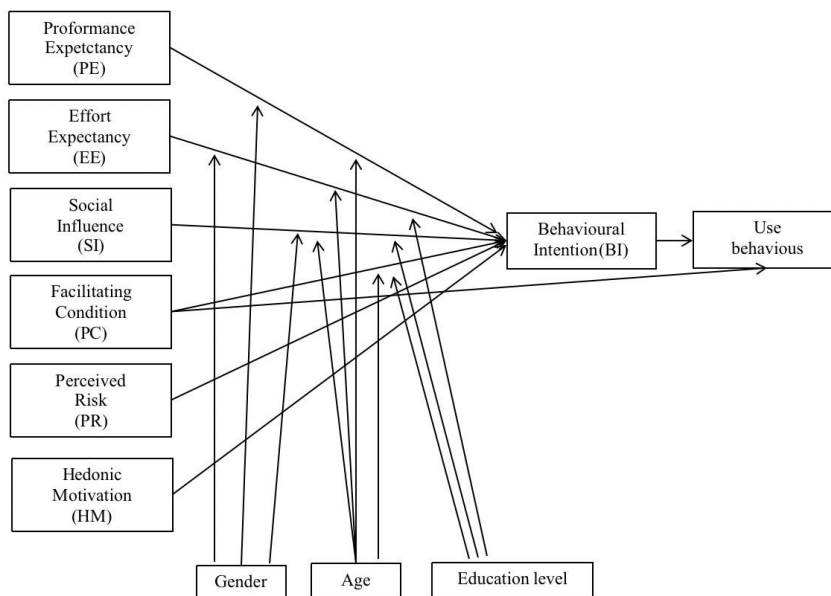 Proformance
Expetctancy
(PE)
Effort
Expectancy
(EE)
Social
Influence
(SI)
Facilitating
Condition
(PC)
Perceived
Risk
(PR)
Hedonic
Motivation
(HM)
Behavioural
Intention(BI)
Use
behavious
Gender
Age
Education level